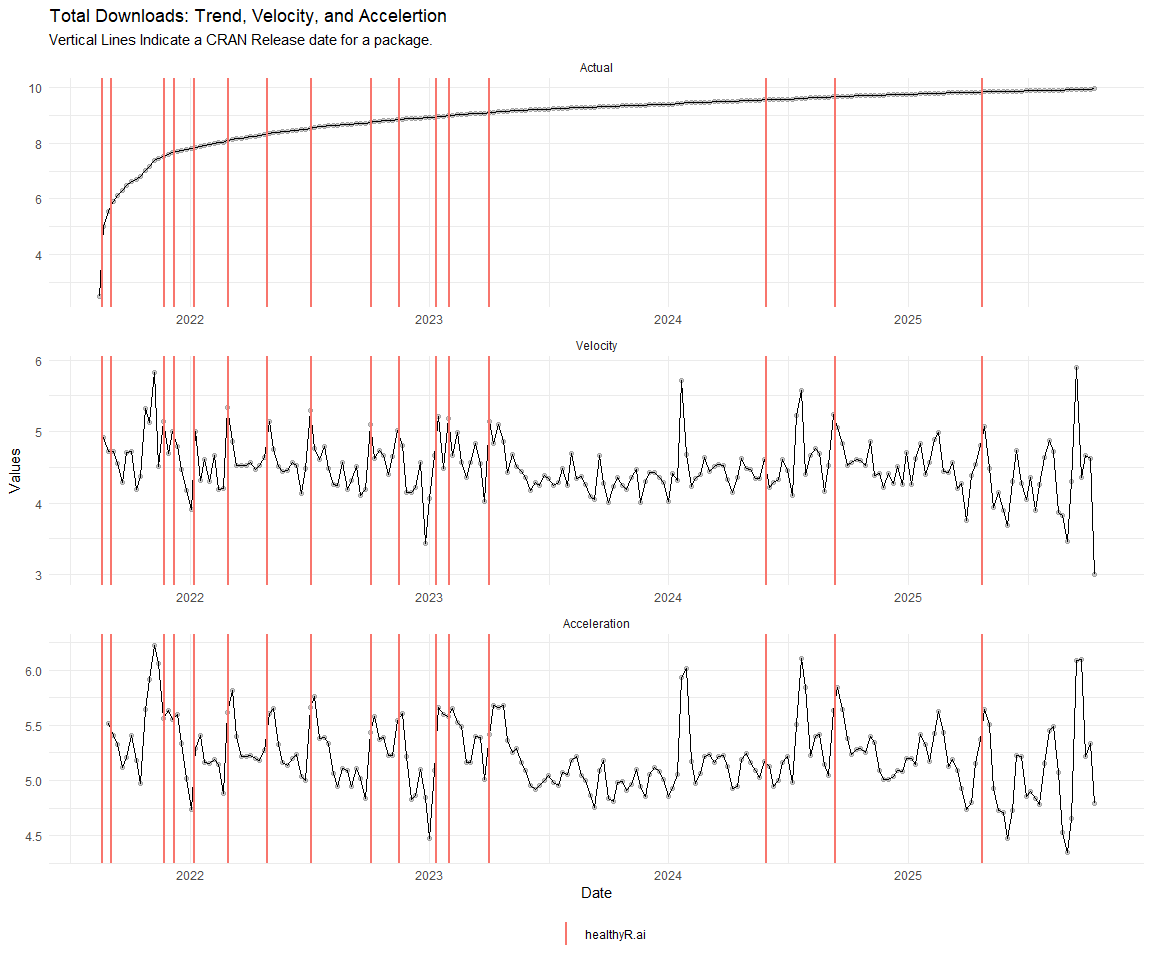 Total Downloads: Trend, Velocity, and Accelertion
Vertical Lines Indicate a CRAN Release date for a package.
Actual
10
8
6
4
2022 2023 2024 2025
Velocity
6
5
4
3
2022 2023 2024 2025
Values
Acceleration
6.0
5.5
5.0
4.5
2022 2023 2024 2025
Date
healthyR.ai